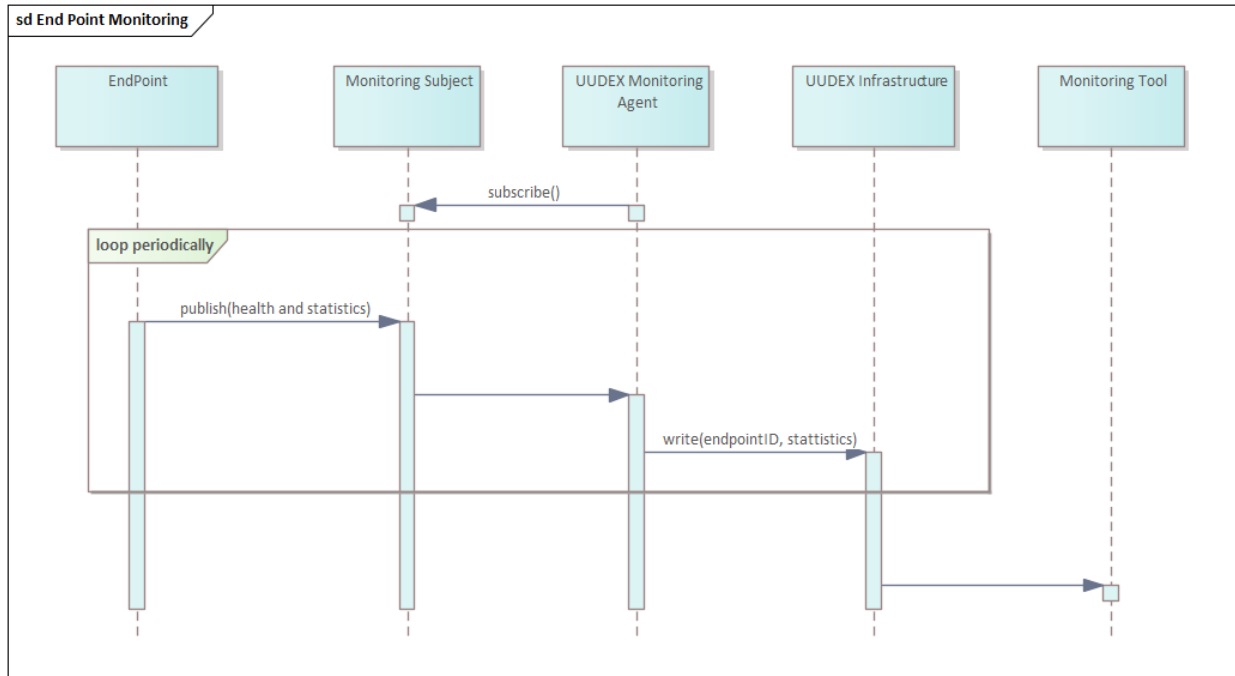 sd End Point Monitoring
EndPoint
Monitoring Subject
UUDEX Monitoring
Agent
UUDEX Infrastructure
Monitoring Tool
subscribe()
loop periodically
publish(health and statistics)
write(endpointID, stattistics)